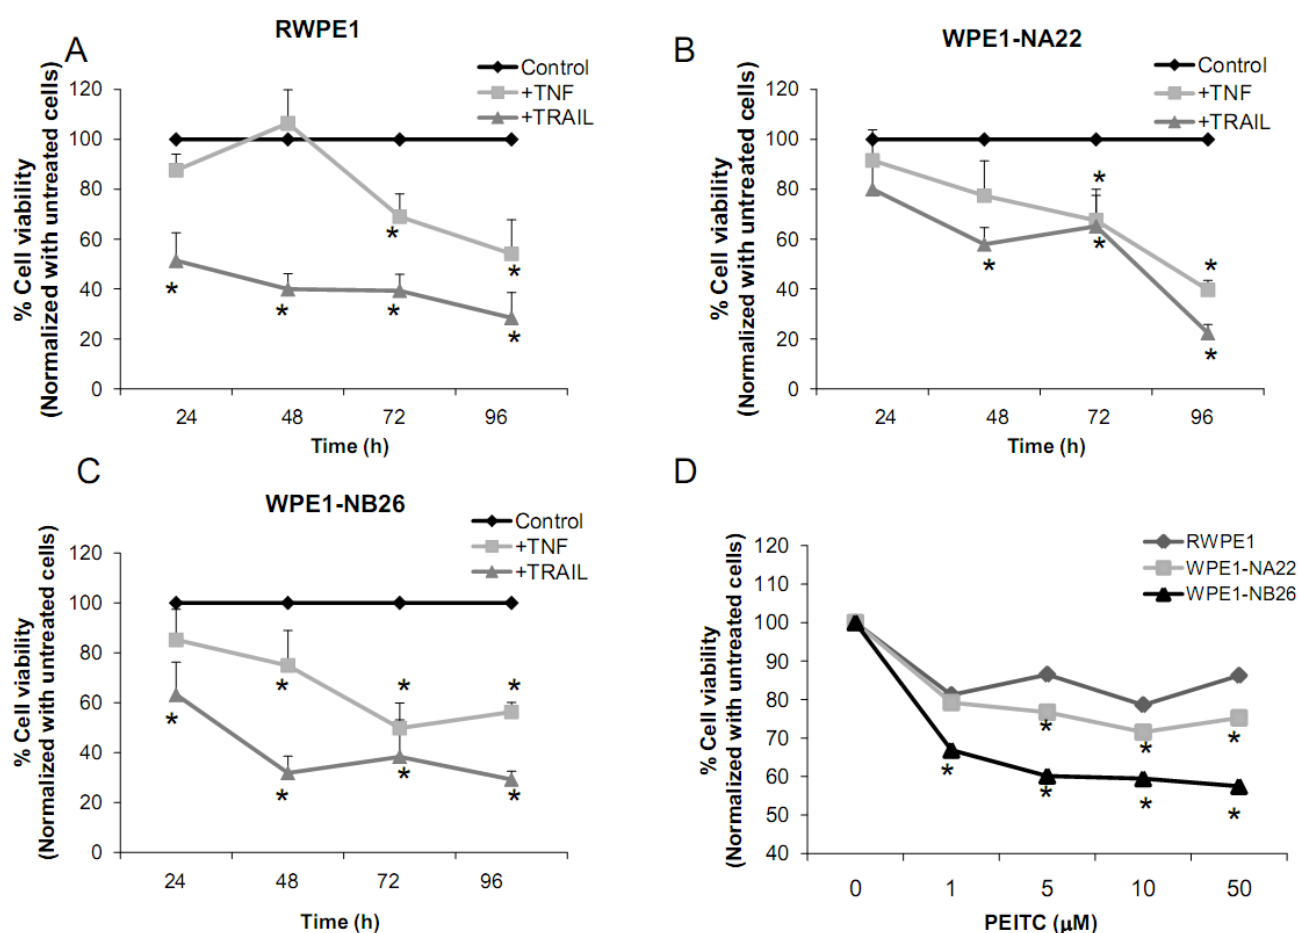 A
RWPE1
Control
+TNF
+TRAIL
% Cell viability
(Normalized with untreated cells)
120
100
80
60
40
20
0
*
*
*
*
*
*
24 48 72 96
Time (h)
B
WPE1-NA22
Control
+TNF
+TRAIL
% Cell viability
(Normalized with untreated cells)
120
100
80
60
40
20
0
*
*
*
*
*
24 48 72 96
Time (h)
C
WPE1-NB26
Control
+TNF
+TRAIL
% Cell viability
(Normalized with untreated cells)
120
100
80
60
40
20
0
*
*
*
*
*
*
*
24 48 72 96
Time (h)
D
RWPE1
WPE1-NA22
WPE1-NB26
% Cell viability
(Normalized with untreated cells)
120
110
100
90
80
70
60
50
40
*
*
*
*
*
*
*
0 1 5 10 50
PEITC (µM)